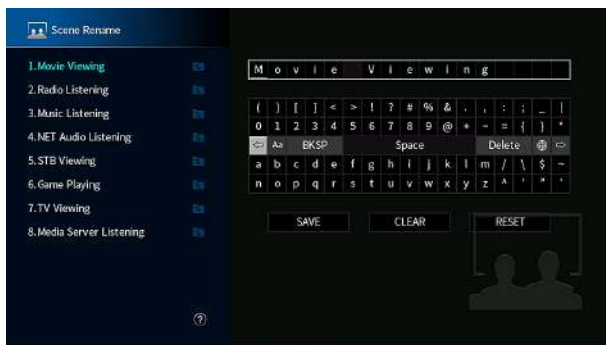 Scene Rename
1.Movie Viewing
2.Radio Listening
3.Music Listening
4.NET Audio Listening
5.STB Viewing
6.Game Playing
7.TV Viewing
8.Media Server Listening
Movie Viewing
( ) [ ] < > ! ? # % & . , : ; _ |
0 1 2 3 4 5 6 7 8 9 @ + - = { } *
Aa BKSP Space Delete
a b c d e f g h i j k l m / \ $ ~
n o p q r s t u v w x y z ^
SAVE CLEAR RESET
?